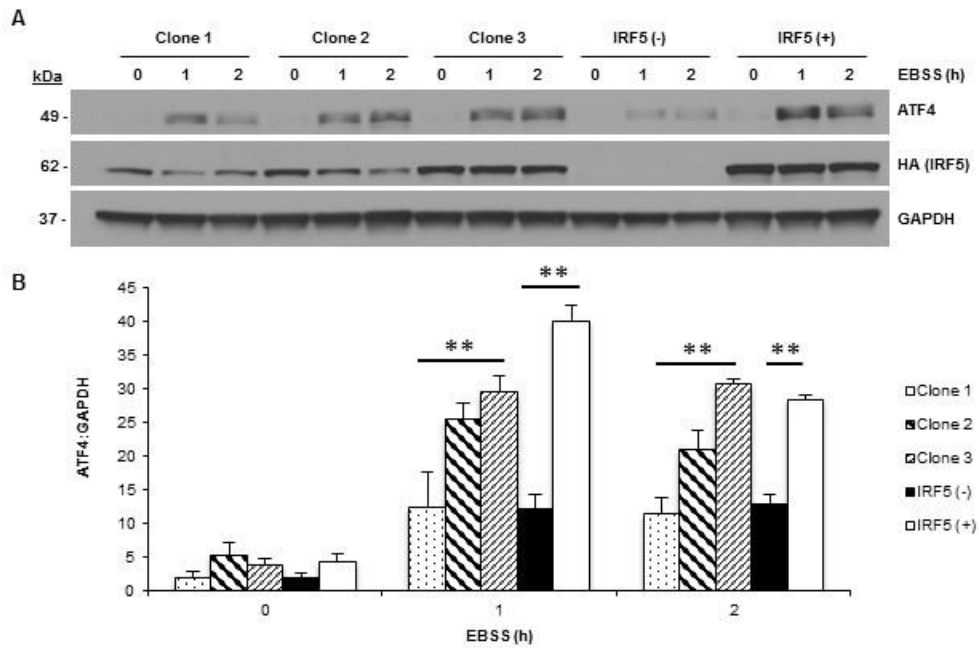 A
Clone 1 Clone 2 Clone 3 IRF5 (-) IRF5 (+)
kDa 0 1 2 0 1 2 0 1 2 0 1 2 0 1 2 EBSS (h)
49 - ATF4
62 - HA (IRF5)
37 - GAPDH
B
ATF4:GAPDH
45
40
35
30
25
20
15
10
5
0
** **
** **
0 1 2
EBSS (h)
Clone 1
Clone 2
Clone 3
IRF5 (-)
IRF5 (+)